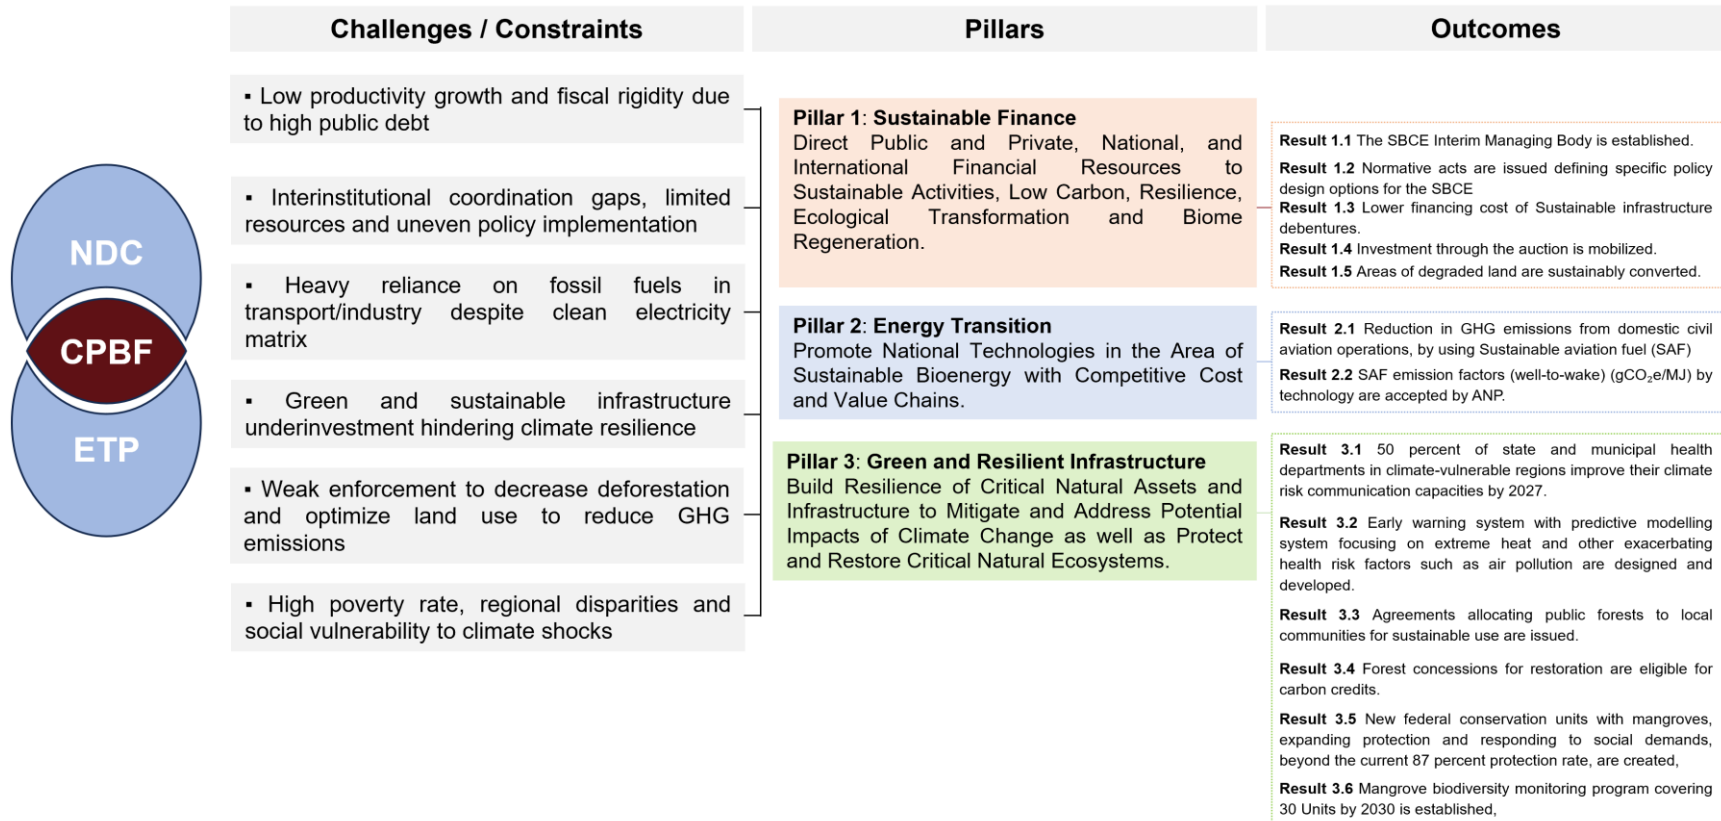 Challenges / Constraints
Pillars
Outcomes
NDC
CPBF
ETP
▪ Low productivity growth and fiscal rigidity due
to high public debt
▪ Interinstitutional coordination gaps, limited
resources and uneven policy implementation
▪ Heavy reliance on fossil fuels in
transport/industry despite clean electricity
matrix
▪ Green and sustainable infrastructure
underinvestment hindering climate resilience
▪ Weak enforcement to decrease deforestation
and optimize land use to reduce GHG
emissions
▪ High poverty rate, regional disparities and
social vulnerability to climate shocks
Pillar 1: Sustainable Finance
Direct Public and Private, National, and
International Financial Resources to
Sustainable Activities, Low Carbon, Resilience,
Ecological Transformation and Biome
Regeneration.
Pillar 2: Energy Transition
Promote National Technologies in the Area of
Sustainable Bioenergy with Competitive Cost
and Value Chains.
Pillar 3: Green and Resilient Infrastructure
Build Resilience of Critical Natural Assets and
Infrastructure to Mitigate and Address Potential
Impacts of Climate Change as well as Protect
and Restore Critical Natural Ecosystems.
Result 1.1 The SBCE Interim Managing Body is established.
Result 1.2 Normative acts are issued defining specific policy
design options for the SBCE
Result 1.3 Lower financing cost of Sustainable infrastructure
debentures.
Result 1.4 Investment through the auction is mobilized.
Result 1.5 Areas of degraded land are sustainably converted.
Result 2.1 Reduction in GHG emissions from domestic civil
aviation operations, by using Sustainable aviation fuel (SAF)
Result 2.2 SAF emission factors (well-to-wake) (gCO₂e/MJ) by
technology are accepted by ANP.
Result 3.1 50 percent of state and municipal health
departments in climate-vulnerable regions improve their climate
risk communication capacities by 2027.
Result 3.2 Early warning system with predictive modelling
system focusing on extreme heat and other exacerbating
health risk factors such as air pollution are designed and
developed.
Result 3.3 Agreements allocating public forests to local
communities for sustainable use are issued.
Result 3.4 Forest concessions for restoration are eligible for
carbon credits.
Result 3.5 New federal conservation units with mangroves,
expanding protection and responding to social demands,
beyond the current 87 percent protection rate, are created,
Result 3.6 Mangrove biodiversity monitoring program covering
30 Units by 2030 is established,